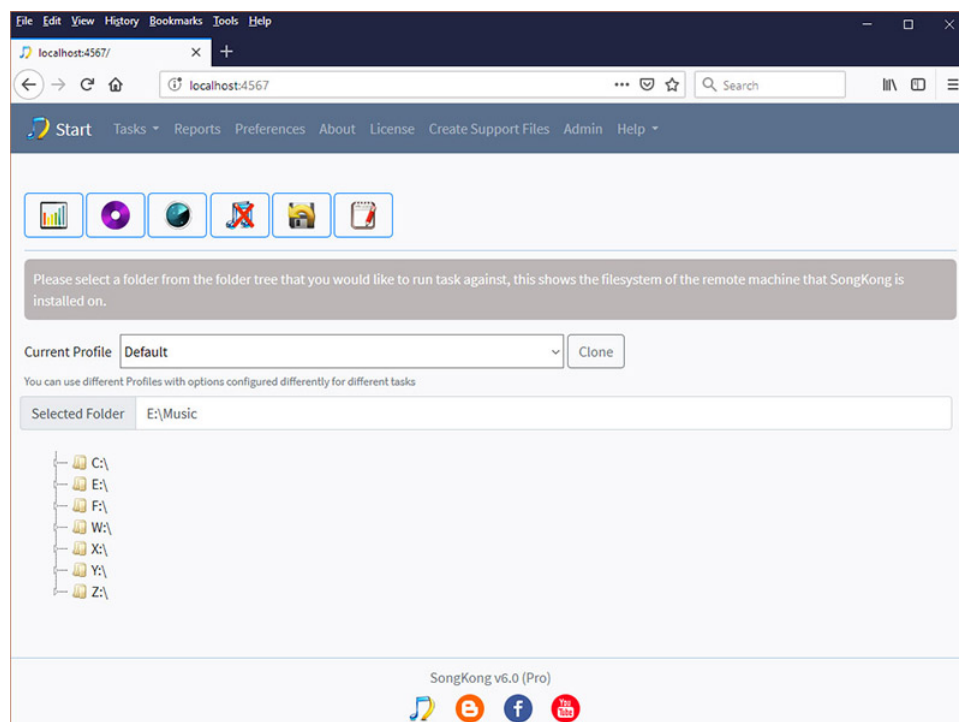 File Edit View History Bookmarks Tools Help
localhost:4567/
localhost:4567
Search
Start Tasks Reports Preferences About License Create Support Files Admin Help
Please select a folder from the folder tree that you would like to run task against, this shows the filesystem of the remote machine that SongKong is
installed on.
Current Profile Default Clone
You can use different Profiles with options configured differently for different tasks
Selected Folder E:\Music
C:\
E:\
F:\
W:\
X:\
Y:\
Z:\
SongKong v6.0 (Pro)
You
Tube